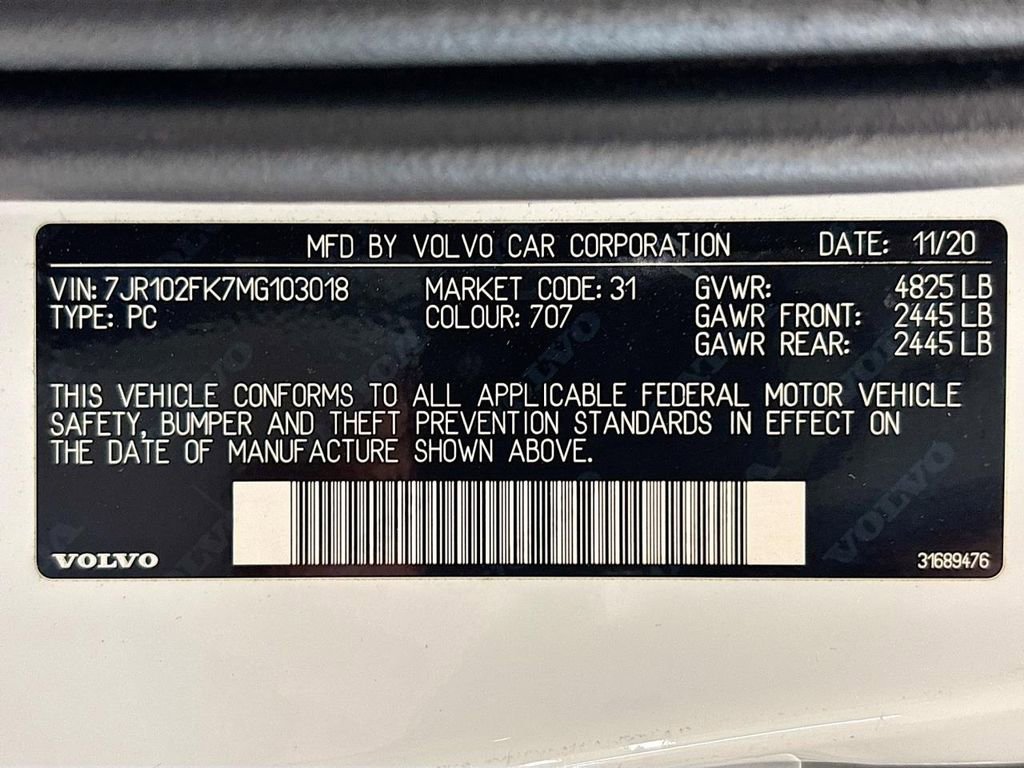 MFD BY VOLVO CAR CORPORATION DATE: 11/20
VIN: 7JR102FK7MG103018 MARKET CODE: 31 GVWR: 4825 LB
TYPE: PC COLOUR: 707 GAWR FRONT: 2445 LB
GAWR REAR: 2445 LB
THIS VEHICLE CONFORMS TO ALL APPLICABLE FEDERAL MOTOR VEHICLE
SAFETY, BUMPER AND THEFT PREVENTION STANDARDS IN EFFECT ON
THE DATE OF MANUFACTURE SHOWN ABOVE.
VOLVO 31689476